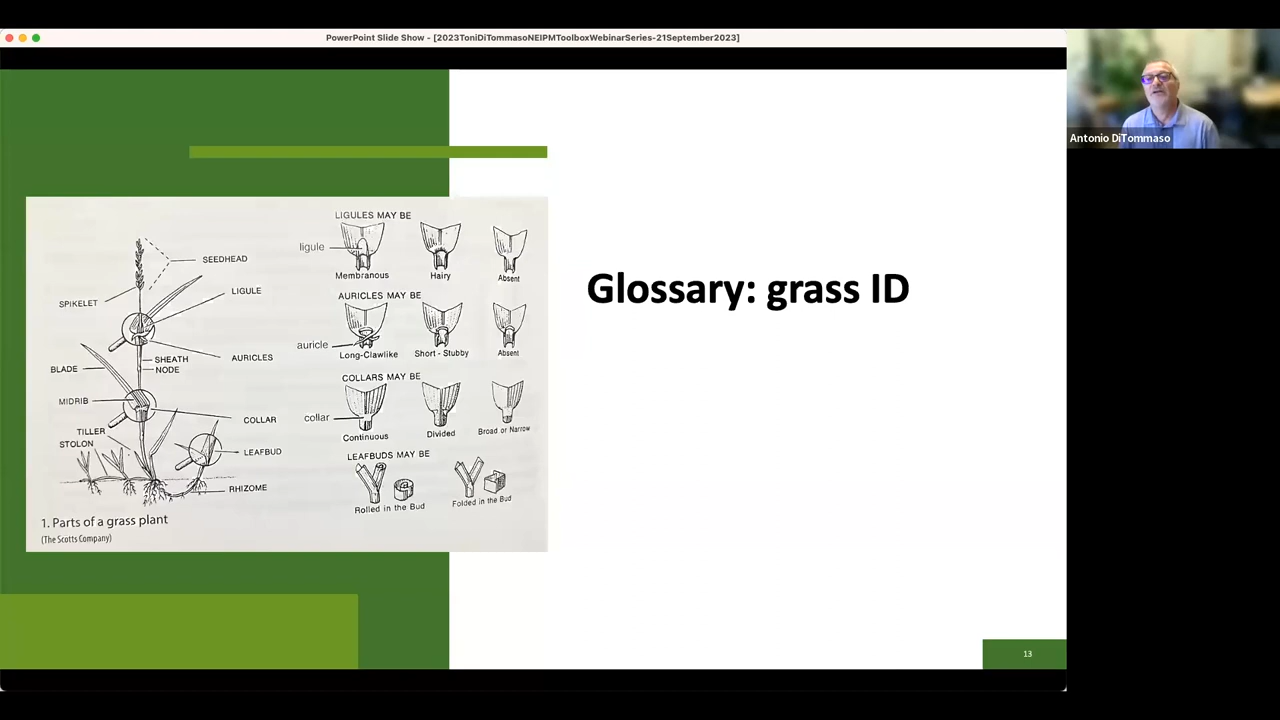 PowerPoint Slide Show - [2023ToniDiTommasoNEIPMToolboxWebinarSeries-21September2023]
Antonio DiTommaso
Glossary: grass ID
SEEDHEAD
SPIKELET
LIGULE
AURICLES
SHEATH
NODE
BLADE
MIDRIB
COLLAR
TILLER
STOLON
LEAFBUD
RHIZOME
1. Parts of a grass plant
(The Scotts Company)
LIGULES MAY BE
ligule
Membranous Hairy Absent
AURICLES MAY BE
auricle
Long-Clawlike Short - Stubby Absent
COLLARS MAY BE
collar
Continuous Divided Broad or Narrow
LEAFBUDS MAY BE
Rolled in the Bud Folded in the Bud
13